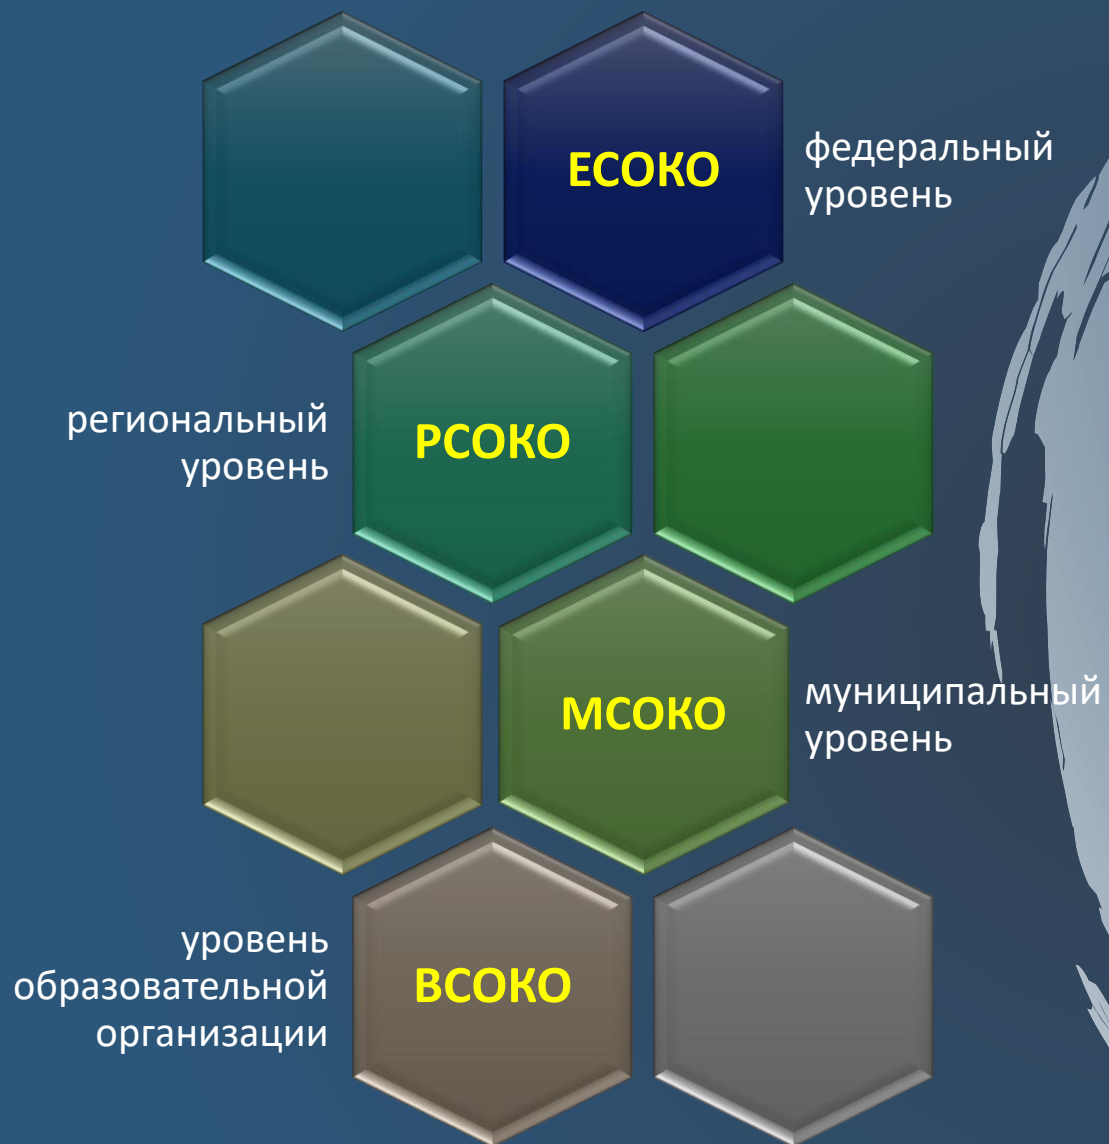 ЕСОКО
федеральный
уровень
региональный
уровень
РСОКО
МСОКО
муниципальный
уровень
уровень
образовательной
организации
ВСОКО